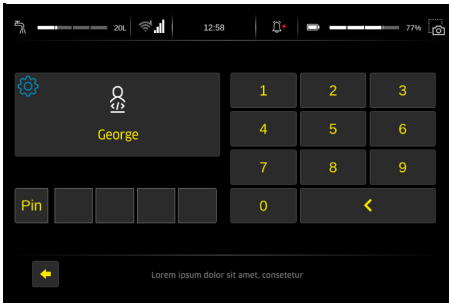 20L 12:58 77%
</>
George
1 2 3
4 5 6
7 8 9
Pin 0
Lorem ipsum dolor sit amet, consetetur